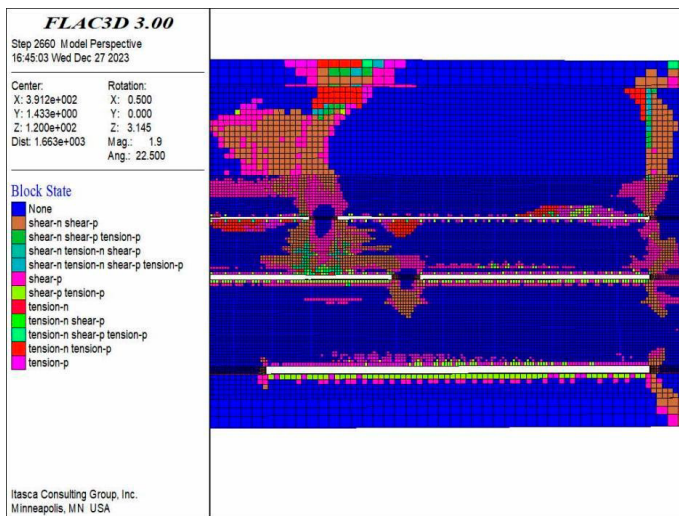 FLAC3D 3.00
Step 2660 Model Perspective
16:45:03 Wed Dec 27 2023
Center:
X: 3.912e+002
Y: 1.433e+000
Z: 1.200e+002
Dist: 1.663e+003
Rotation:
X: 0.500
Y: 0.000
Z: 3.145
Mag.: 1.9
Ang.: 22.500
Block State
None
shear-n shear-p
shear-n shear-p tension-p
shear-n tension-n shear-p
shear-n tension-n shear-p tension-p
shear-p
shear-p tension-p
tension-n
tension-n shear-p
tension-n shear-p tension-p
tension-n tension-p
tension-p
Itasca Consulting Group, Inc.
Minneapolis, MN USA